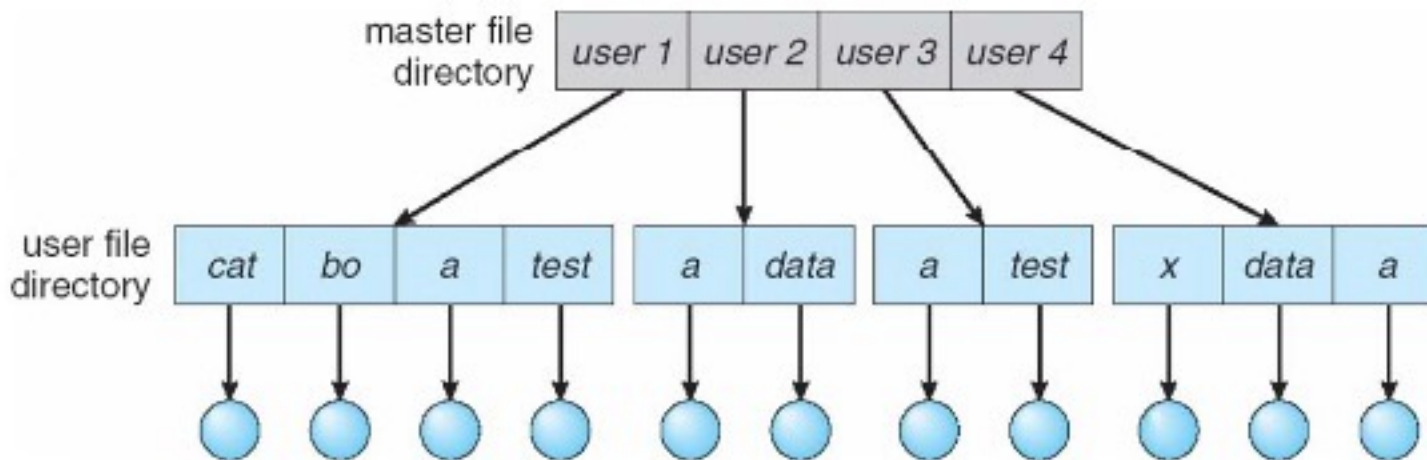 master file
directory
user 1 user 2 user 3 user 4
user file
directory
cat bo a test a data a test x data a